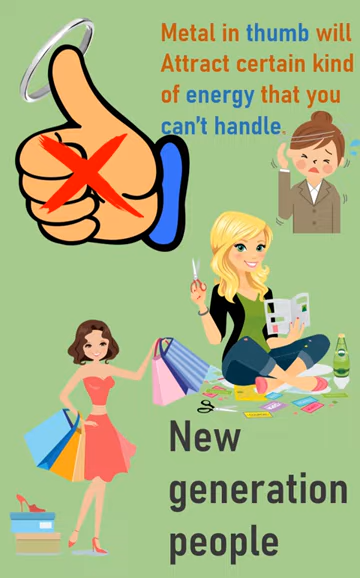 Metal in thumb will
Attract certain kind
of energy that you
can't handle.
New
generation
people